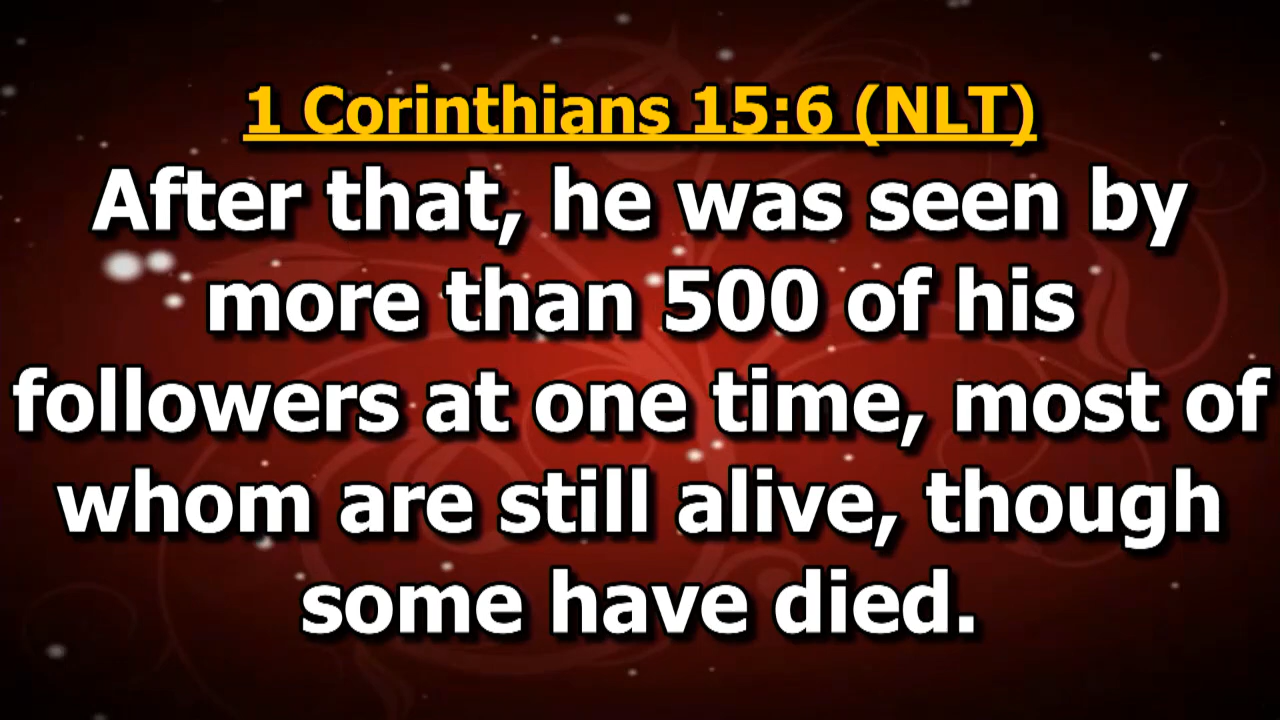 1 Corinthians 15:6 (NLT)
After that, he was seen by
more than 500 of his
followers at one time, most of
whom are still alive, though
some have died.